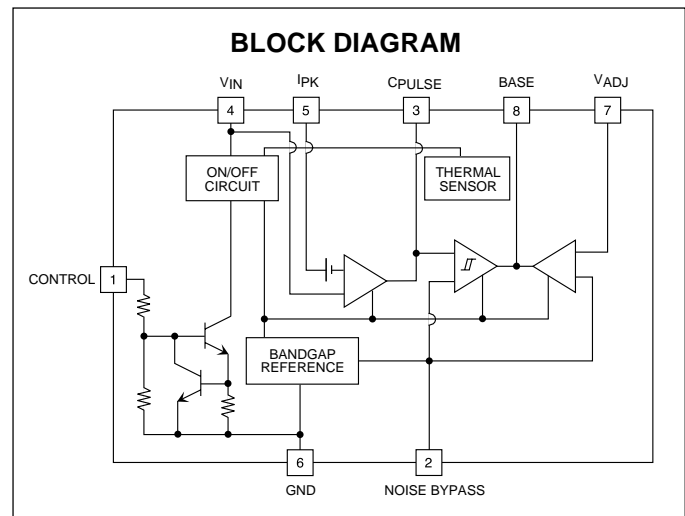 BLOCK DIAGRAM
VIN
IPK
CPULSE
BASE
VADJ
4
5
3
8
7
ON/OFF
CIRCUIT
THERMAL
SENSOR
CONTROL
1
BANDGAP
REFERENCE
6
2
GND
NOISE BYPASS